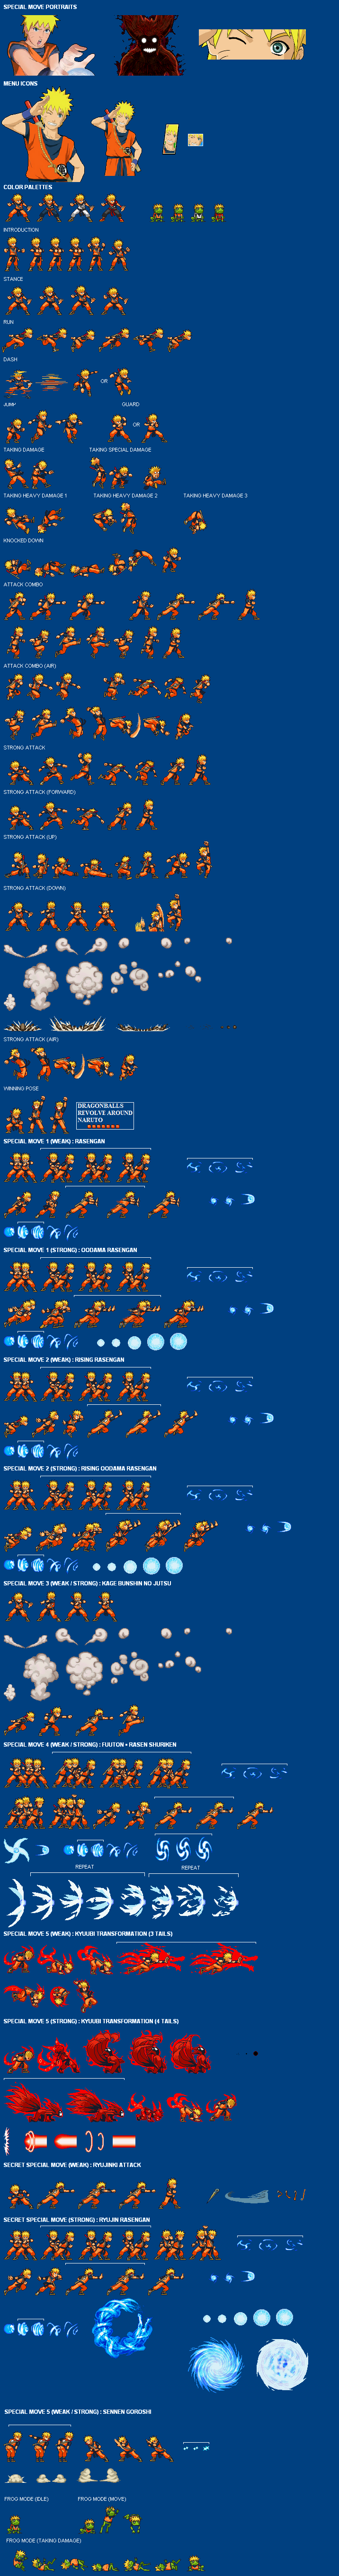 SPECIAL MOVE PORTRAITS
MENU ICONS
COLOR PALETTES
INTRODUCTION
STANCE
RUN
DASH
OR
JUMP GUARD
OR
TAKING DAMAGE TAKING SPECIAL DAMAGE
TAKING HEAVY DAMAGE 1 TAKING HEAVY DAMAGE 2 TAKING HEAVY DAMAGE 3
KNOCKED DOWN
ATTACK COMBO
ATTACK COMBO (AIR)
STRONG ATTACK
STRONG ATTACK (FORWARD)
STRONG ATTACK (UP)
STRONG ATTACK (DOWN)
STRONG ATTACK (AIR)
WINNING POSE
DRAGONBALLS
REVOLVE AROUND
NARUTO
SPECIAL MOVE 1 (WEAK) : RASENGAN
SPECIAL MOVE 1 (STRONG) : OODAMA RASENGAN
SPECIAL MOVE 2 (WEAK) : RISING RASENGAN
SPECIAL MOVE 2 (STRONG) : RISING OODAMA RASENGAN
SPECIAL MOVE 3 (WEAK / STRONG) : KAGE BUNSHIN NO JUTSU
SPECIAL MOVE 4 (WEAK / STRONG) : FUUTON • RASEN SHURIKEN
REPEAT REPEAT
SPECIAL MOVE 5 (WEAK) : KYUUBI TRANSFORMATION (3 TAILS)
SPECIAL MOVE 5 (STRONG) : KYUUBI TRANSFORMATION (4 TAILS)
SECRET SPECIAL MOVE (WEAK) : RYUJINKI ATTACK
SECRET SPECIAL MOVE (STRONG) : RYUJIN RASENGAN
SPECIAL MOVE 5 (WEAK / STRONG) : SENNEN GOROSHI
FROG MODE (IDLE) FROG MODE (MOVE)
FROG MODE (TAKING DAMAGE)